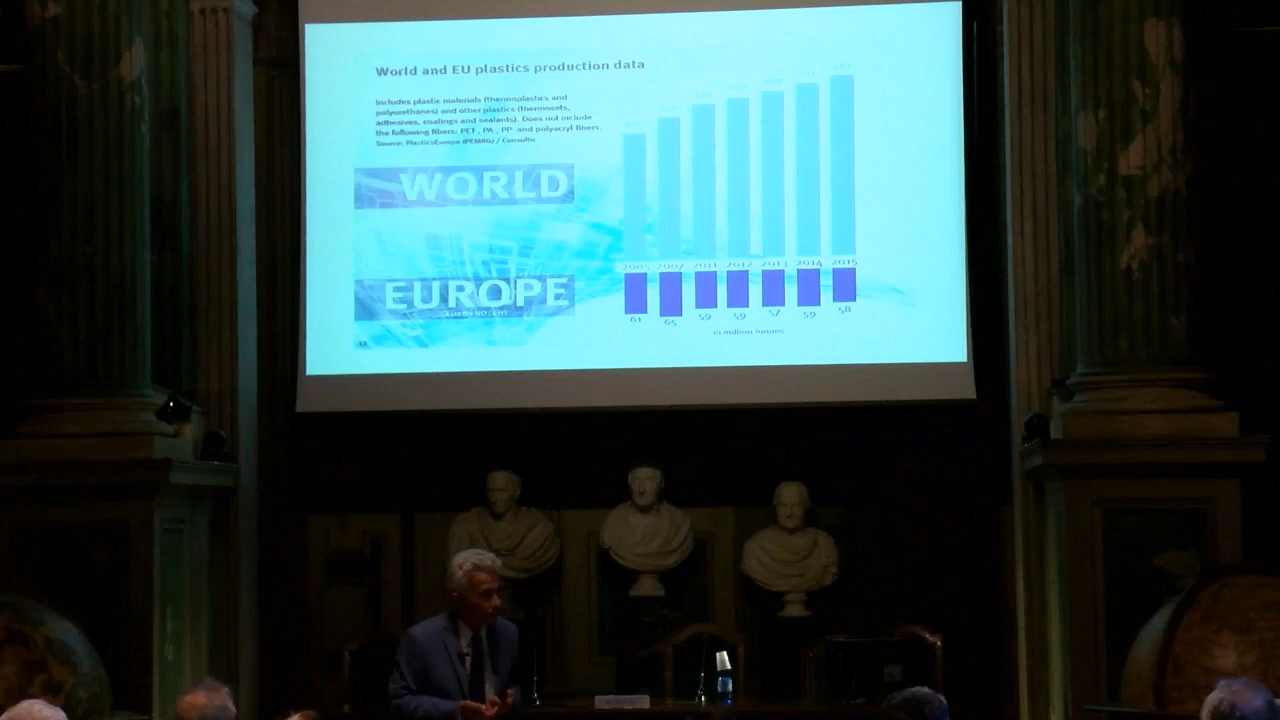 World and EU plastics production data
Includes plastic materials (thermoplastics and
polyurethanes) and other plastics (thermosets,
adhesives, coatings and sealants). Does not include
the following fibers: PET-, PA-, PP- and polyacryl-fibers.
Source: PlasticsEurope (PEMRG) / Consultic
WORLD
2005 2007 2011 2012 2013 2014 2015
EUROPE
61 65 59 59 57 59 58
in million tonnes